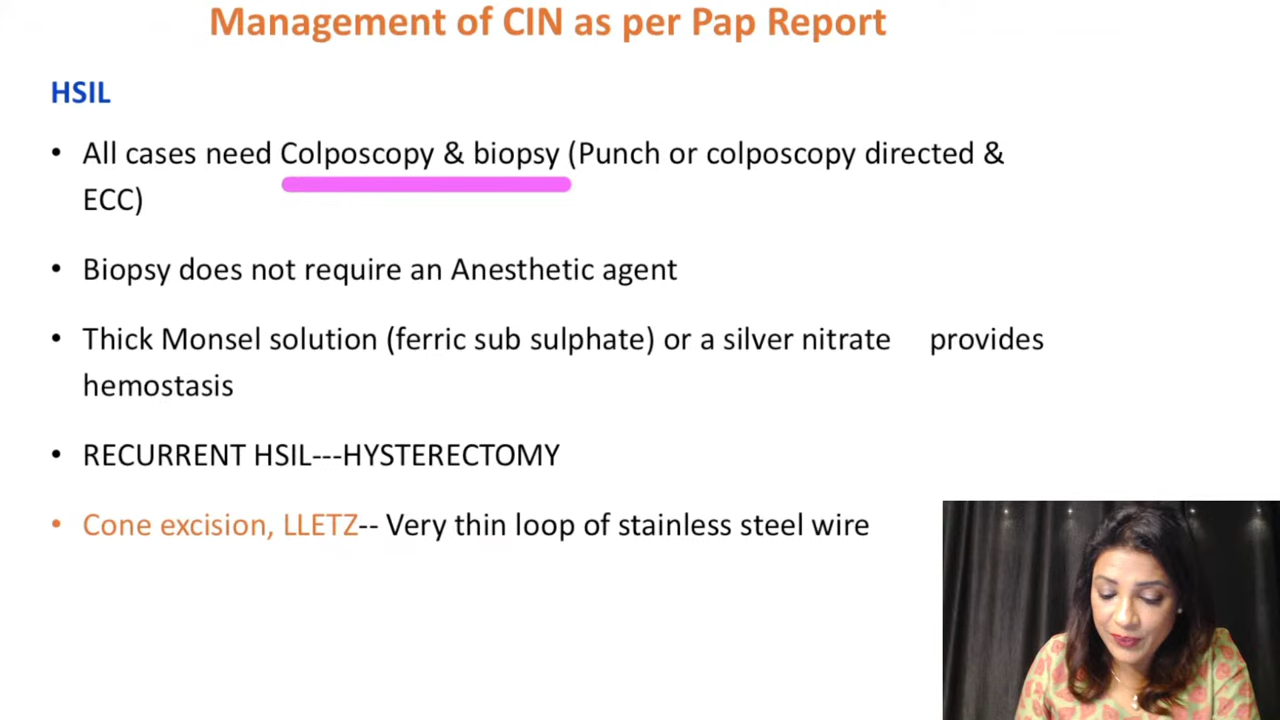 Management of CIN as per Pap Report
HSIL
• All cases need Colposcopy & biopsy (Punch or colposcopy directed &
ECC)
• Biopsy does not require an Anesthetic agent
• Thick Monsel solution (ferric sub sulphate) or a silver nitrate provides
hemostasis
• RECURRENT HSIL---HYSTERECTOMY
• Cone excision, LLETZ-- Very thin loop of stainless steel wire